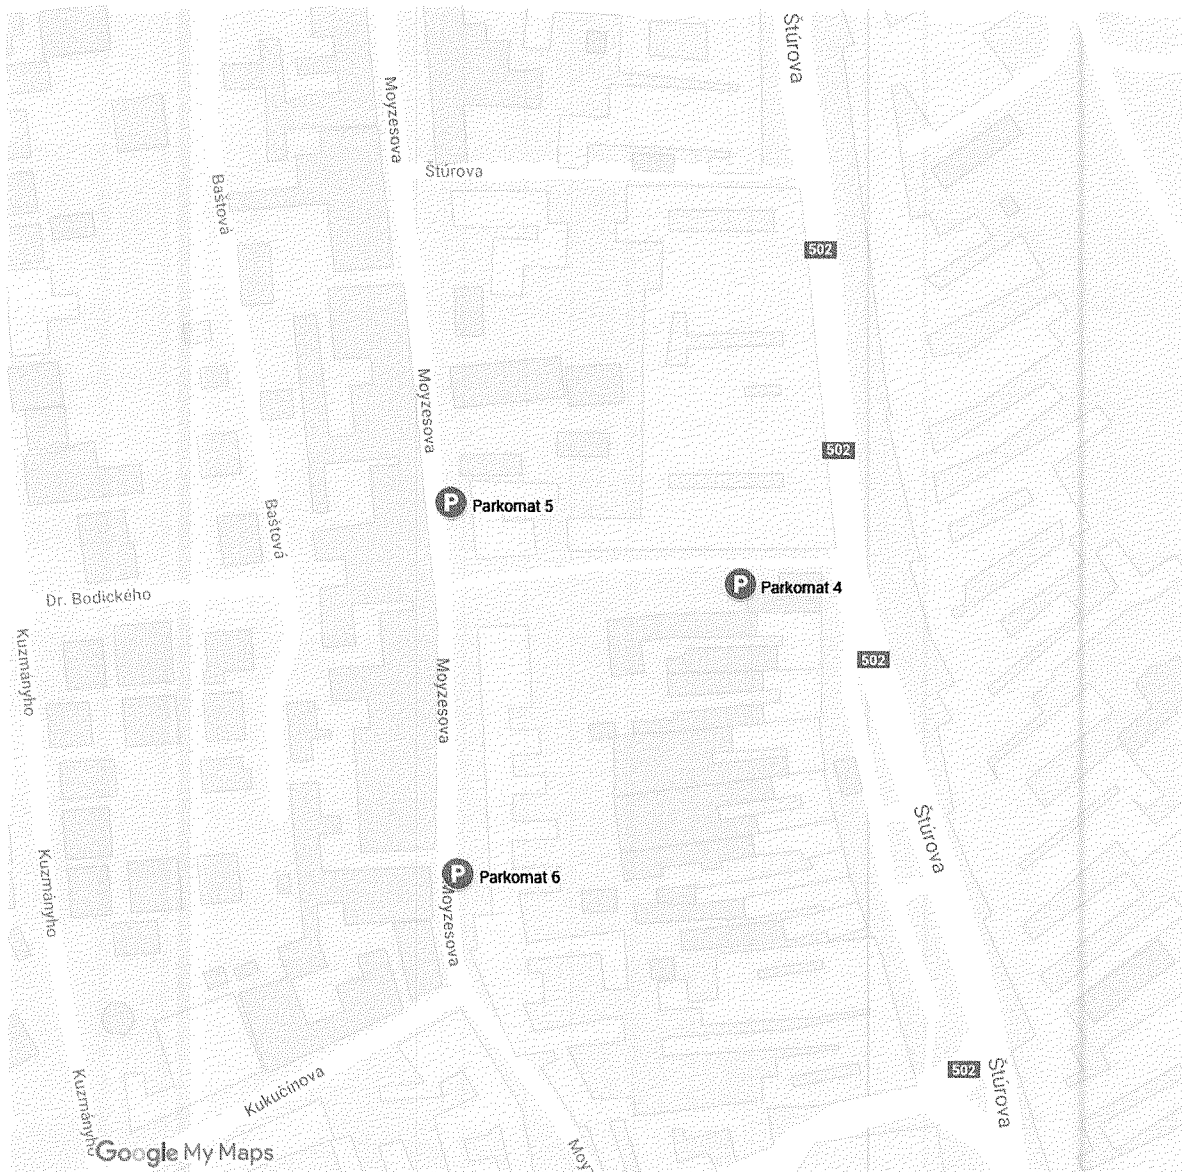 Štúrova
Moyzesova
Štúrova
Baštová
502
Moyzesova
502
Parkomat 5
Baštová
Parkomat 4
Dr. Bodického
Kuzmányho
502
Moyzesova
Štúrova
Kuzmányho
Parkomat 6
Moyzesova
Kukučínova
502
Štúrova
Kuzmányho
Google My Maps